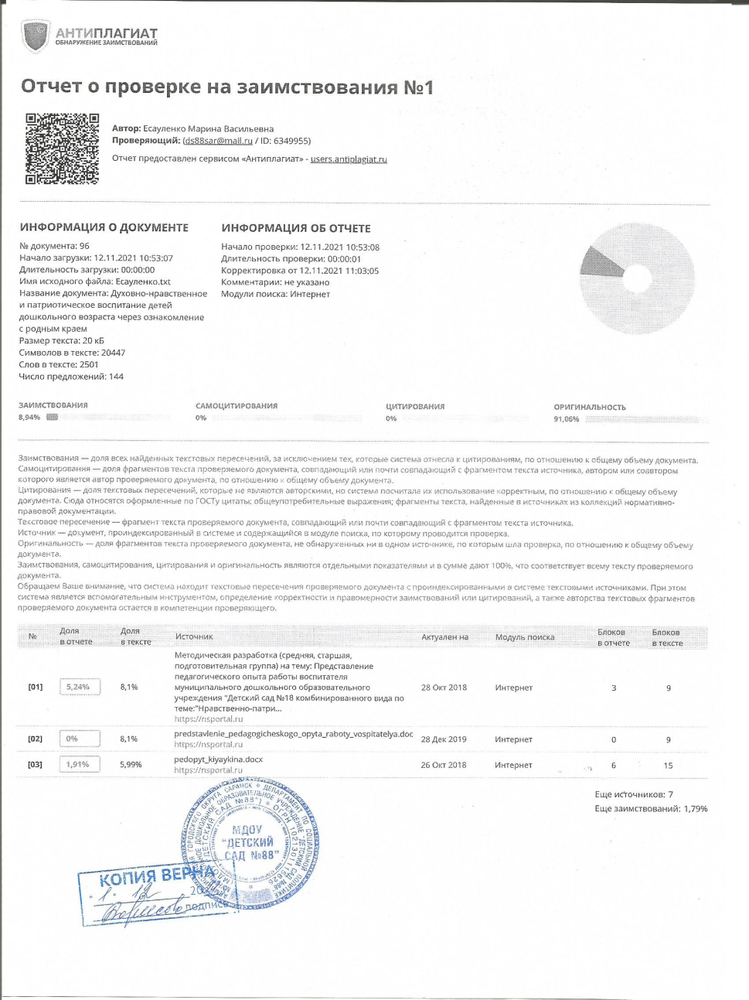 АНТИПЛАГИАТ
ОБНАРУЖЕНИЕ ЗАИМСТВОВАНИЙ
Отчет о проверке на заимствования №1
Автор: Есауленко Марина Васильевна
Проверяющий: (ds88sar@mail.ru / ID: 6349955)
Отчет предоставлен сервисом «Антиплагиат» - users.antiplagiat.ru
ИНФОРМАЦИЯ О ДОКУМЕНТЕ
№ документа: 96
Начало загрузки: 12.11.2021 10:53:07
Длительность загрузки: 00:00:00
Имя исходного файла: Есауленко.txt
Название документа: Духовно-нравственное
и патриотическое воспитание детей
дошкольного возраста через ознакомление
с родным краем
Размер текста: 20 кБ
Символов в тексте: 20447
Слов в тексте: 2501
Число предложений: 144
ИНФОРМАЦИЯ ОБ ОТЧЕТЕ
Начало проверки: 12.11.2021 10:53:08
Длительность проверки: 00:00:01
Корректировка от 12.11.2021 11:03:05
Комментарии: не указано
Модули поиска: Интернет
ЗАИМСТВОВАНИЯ
8,94%
САМОЦИТИРОВАНИЯ
0%
ЦИТИРОВАНИЯ
0%
ОРИГИНАЛЬНОСТЬ
91,06%
Заимствования — доля всех найденных текстовых пересечений, за исключением тех, которые система отнесла к цитированиям, по отношению к общему объему документа.
Самоцитирования — доля фрагментов текста проверяемого документа, совпадающий или почти совпадающий с фрагментом текста источника, автором или соавтором
которого является автор проверяемого документа, по отношению к общему объему документа.
Цитирования — доля текстовых пересечений, которые не являются авторскими, но система посчитала их использование корректным, по отношению к общему объему
документа. Сюда относятся оформленные по ГОСТу цитаты; общеупотребительные выражения; фрагменты текста, найденные в источниках из коллекций нормативно-
правовой документации.
Текстовое пересечение — фрагмент текста проверяемого документа, совпадающий или почти совпадающий с фрагментом текста источника.
Источник — документ, проиндексированный в системе и содержащийся в модуле поиска, по которому проводится проверка.
Оригинальность — доля фрагментов текста проверяемого документа, не обнаруженных ни в одном источнике, по которым шла проверка, по отношению к общему объему
документа.
Заимствования, самоцитирования, цитирования и оригинальность являются отдельными показателями и в сумме дают 100%, что соответствует всему тексту проверяемого
документа.
Обращаем Ваше внимание, что система находит текстовые пересечения проверяемого документа с проиндексированными в системе текстовыми источниками. При этом
система является вспомогательным инструментом, определение корректности и правомерности заимствований или цитирований, а также авторства текстовых фрагментов
проверяемого документа остается в компетенции проверяющего.
№ Доля в отчете Доля в тексте Источник Актуален на Модуль поиска Блоков в отчете Блоков в тексте
Методическая разработка (средняя, старшая,
подготовительная группа) на тему: Представление
педагогического опыта работы воспитателя
[01] 5,24% 8,1% муниципального дошкольного образовательного 28 Окт 2018 Интернет 3 9
учреждения "Детский сад №18 комбинированного вида по
теме:"Нравственно-патри...
https://nsportal.ru
[02] 0% 8,1% predstavlenie_pedagogicheskogo_opyta_raboty_vospitatelya.doc 28 Дек 2019 Интернет 0 9
https://nsportal.ru
[03] 1,91% 5,99% pedopyt_kiyaykina.docx 26 Окт 2018 Интернет 6 15
https://nsportal.ru
Еще источников: 7
Еще заимствований: 1,79%
МДОУ
"ДЕТСКИЙ
САД №88"
КОПИЯ ВЕРНА
подпись